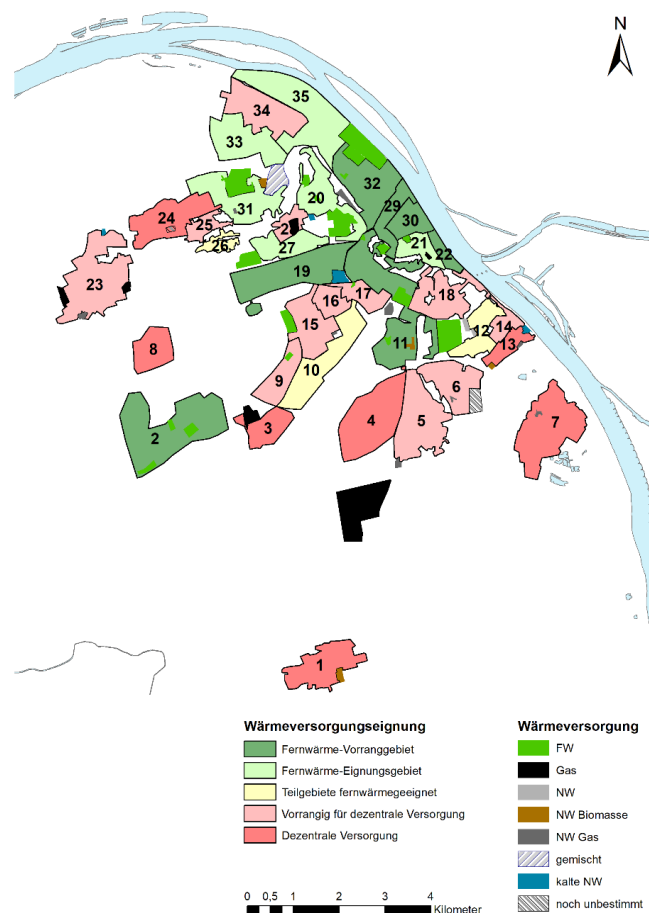 N
35
34
33
32
20
29
31
24
30
25
26
21
27
22
19
23
17
18
16
15
12
14
11
13
8
10
9
6
4
5
7
3
2
1
Wärmeversorgungseignung
Fernwärme-Vorranggebiet
Fernwärme-Eignungsgebiet
Teilgebiete fernwärmegeeignet
Vorrangig für dezentrale Versorgung
Dezentrale Versorgung
Wärmeversorgung
FW
Gas
NW
NW Biomasse
NW Gas
gemischt
kalte NW
noch unbestimmt
0 0,5 1 2 3 4
Kilometer